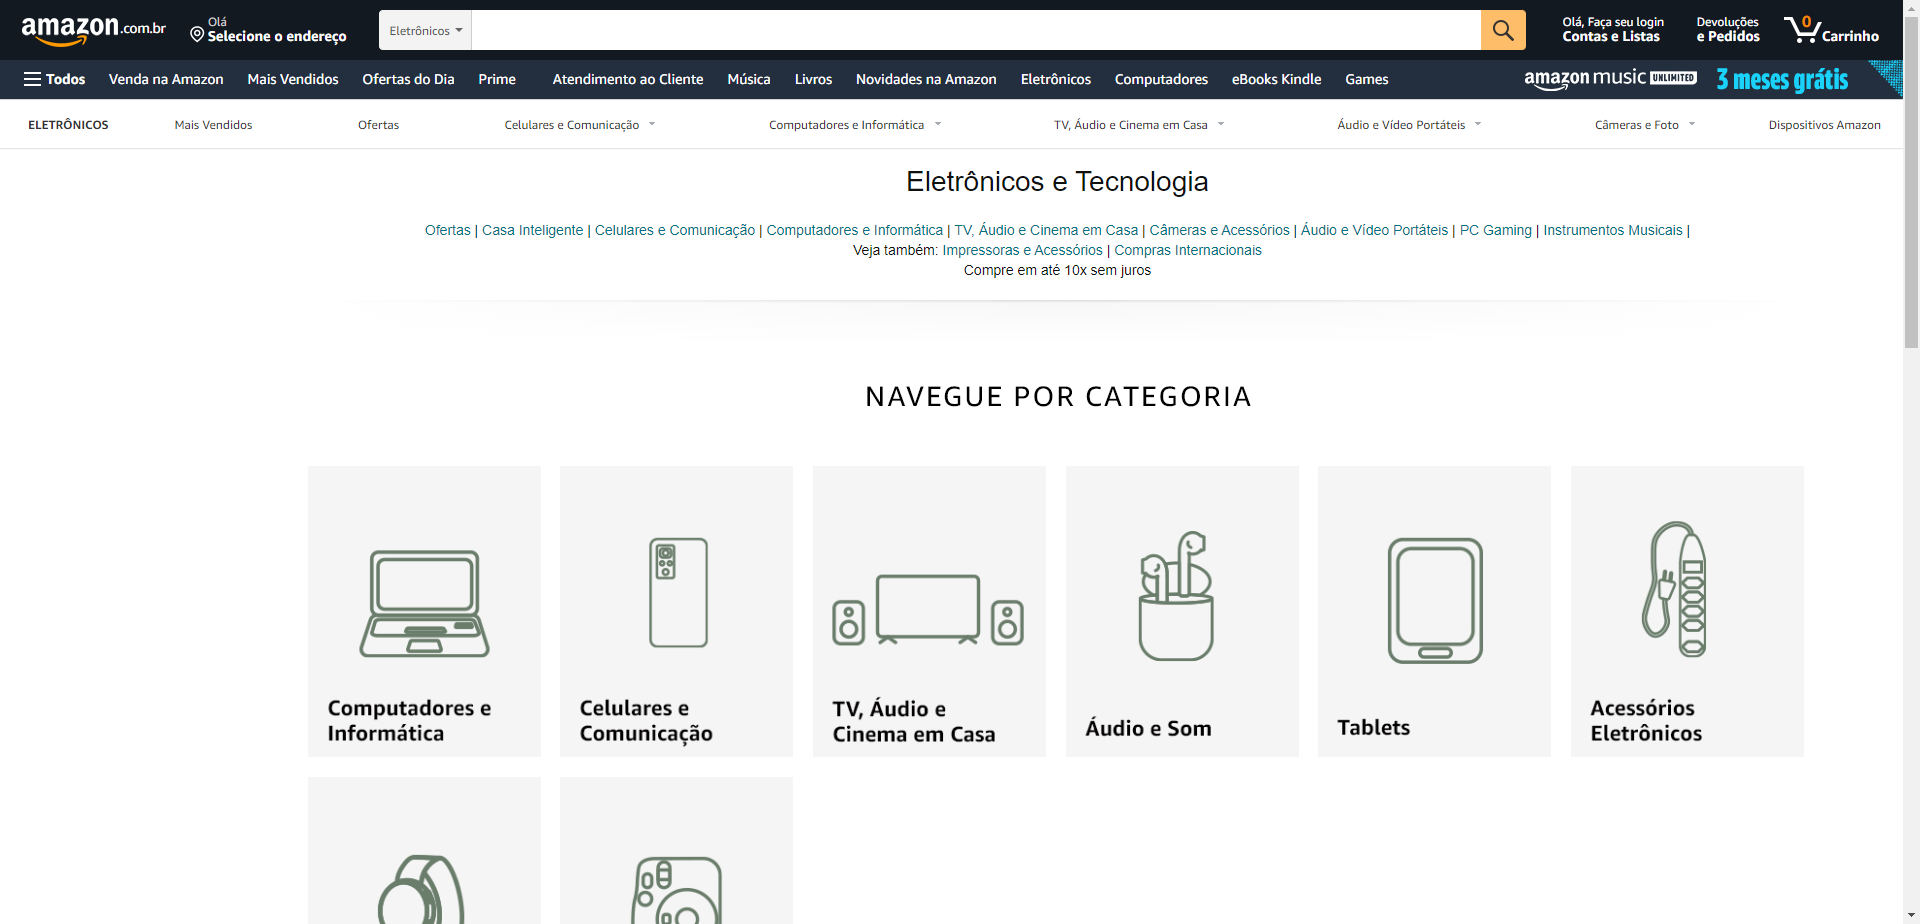 amazon.com.br
Olá
Selecione o endereço
Eletrônicos
Olá, Faça seu login
Contas e Listas
Devoluções
e Pedidos
0
Carrinho
Todos
Venda na Amazon
Mais Vendidos
Ofertas do Dia
Prime
Atendimento ao Cliente
Música
Livros
Novidades na Amazon
Eletrônicos
Computadores
eBooks Kindle
Games
amazon music UNLIMITED
3 meses grátis
ELETRÔNICOS
Mais Vendidos
Ofertas
Celulares e Comunicação
Computadores e Informática
TV, Áudio e Cinema em Casa
Áudio e Vídeo Portáteis
Câmeras e Foto
Dispositivos Amazon
Eletrônicos e Tecnologia
Ofertas | Casa Inteligente | Celulares e Comunicação | Computadores e Informática | TV, Áudio e Cinema em Casa | Câmeras e Acessórios | Áudio e Vídeo Portáteis | PC Gaming | Instrumentos Musicais |
Veja também: Impressoras e Acessórios | Compras Internacionais
Compre em até 10x sem juros
NAVEGUE POR CATEGORIA
Computadores e
Informática
Celulares e
Comunicação
TV, Áudio e
Cinema em Casa
Áudio e Som
Tablets
Acessórios
Eletrônicos